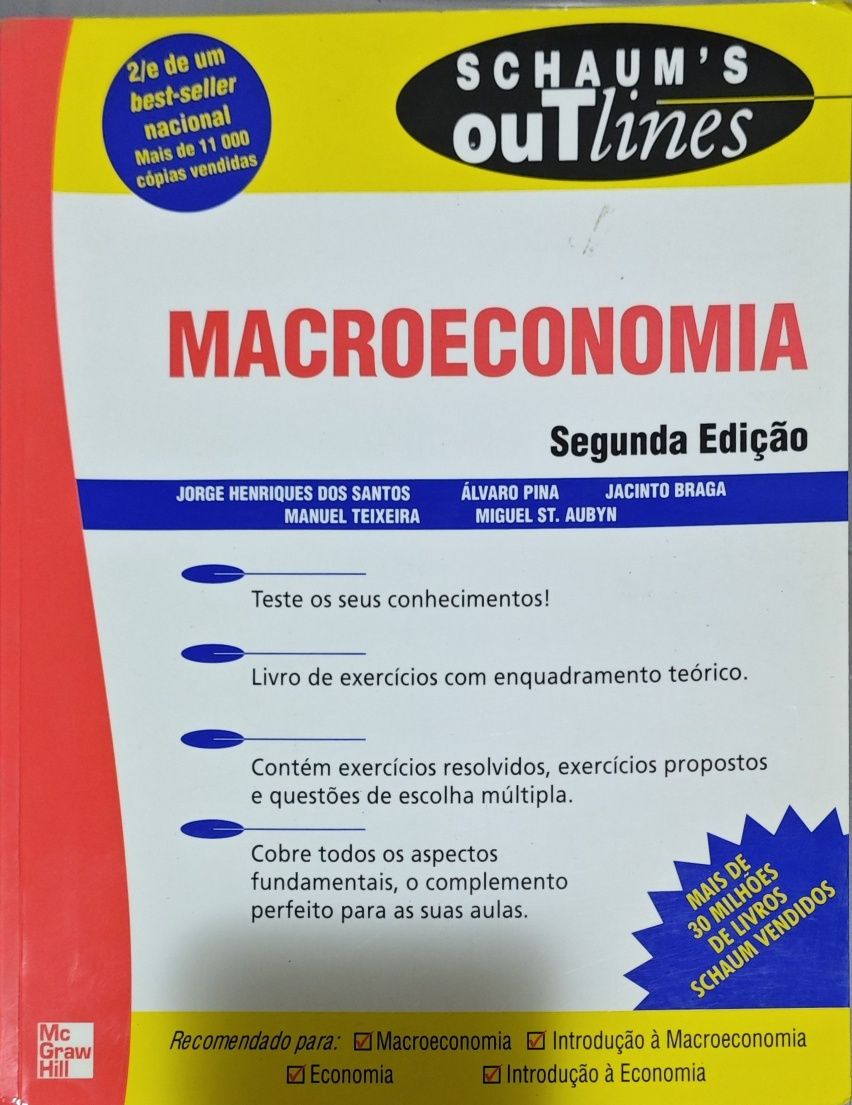 2/e de um
best-seller
nacional
Mais de 11 000
cópias vendidas
SCHAUM'S
ouTlines
MACROECONOMIA
Segunda Edição
JORGE HENRIQUES DOS SANTOS ÁLVARO PINA JACINTO BRAGA
MANUEL TEIXEIRA MIGUEL ST. AUBYN
Teste os seus conhecimentos!
Livro de exercícios com enquadramento teórico.
Contém exercícios resolvidos, exercícios propostos
e questões de escolha múltipla.
Cobre todos os aspectos
fundamentais, o complemento
perfeito para as suas aulas.
MAIS DE
30 MILHÕES
DE LIVROS
SCHAUM VENDIDOS
Mc
Graw
Hill
Recomendado para: Macroeconomia Introdução à Macroeconomia
Economia Introdução à Economia